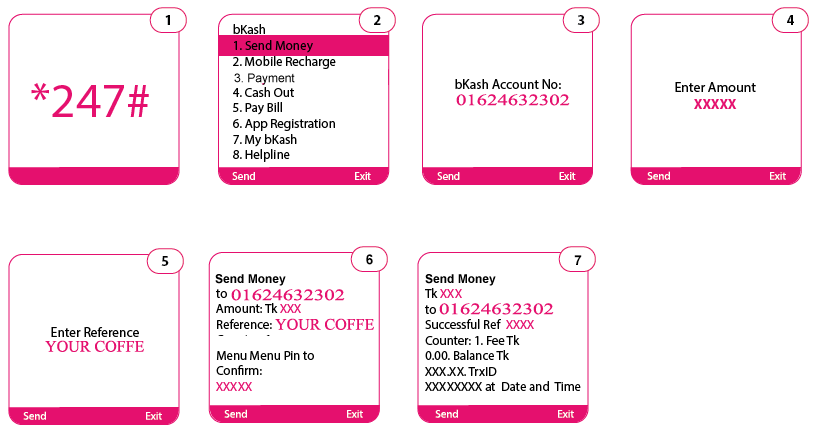 1
*247#
2
bKash
1. Send Money
2. Mobile Recharge
3. Payment
4. Cash Out
5. Pay Bill
6. App Registration
7. My bKash
8. Helpline
Send Exit
3
bKash Account No:
01624632302
Send Exit
4
Enter Amount
XXXXX
Send Exit
5
Enter Reference
YOUR COFFE
Send Exit
6
Send Money
to 01624632302
Amount: Tk XXX
Reference: YOUR COFFE
Menu Menu Pin to
Confirm:
XXXXX
Send Exit
7
Send Money
Tk XXX
to 01624632302
Successful Ref XXXX
Counter: 1. Fee Tk
0.00. Balance Tk
XXX.XX. TrxID
XXXXXXXX at Date and Time
Send Exit